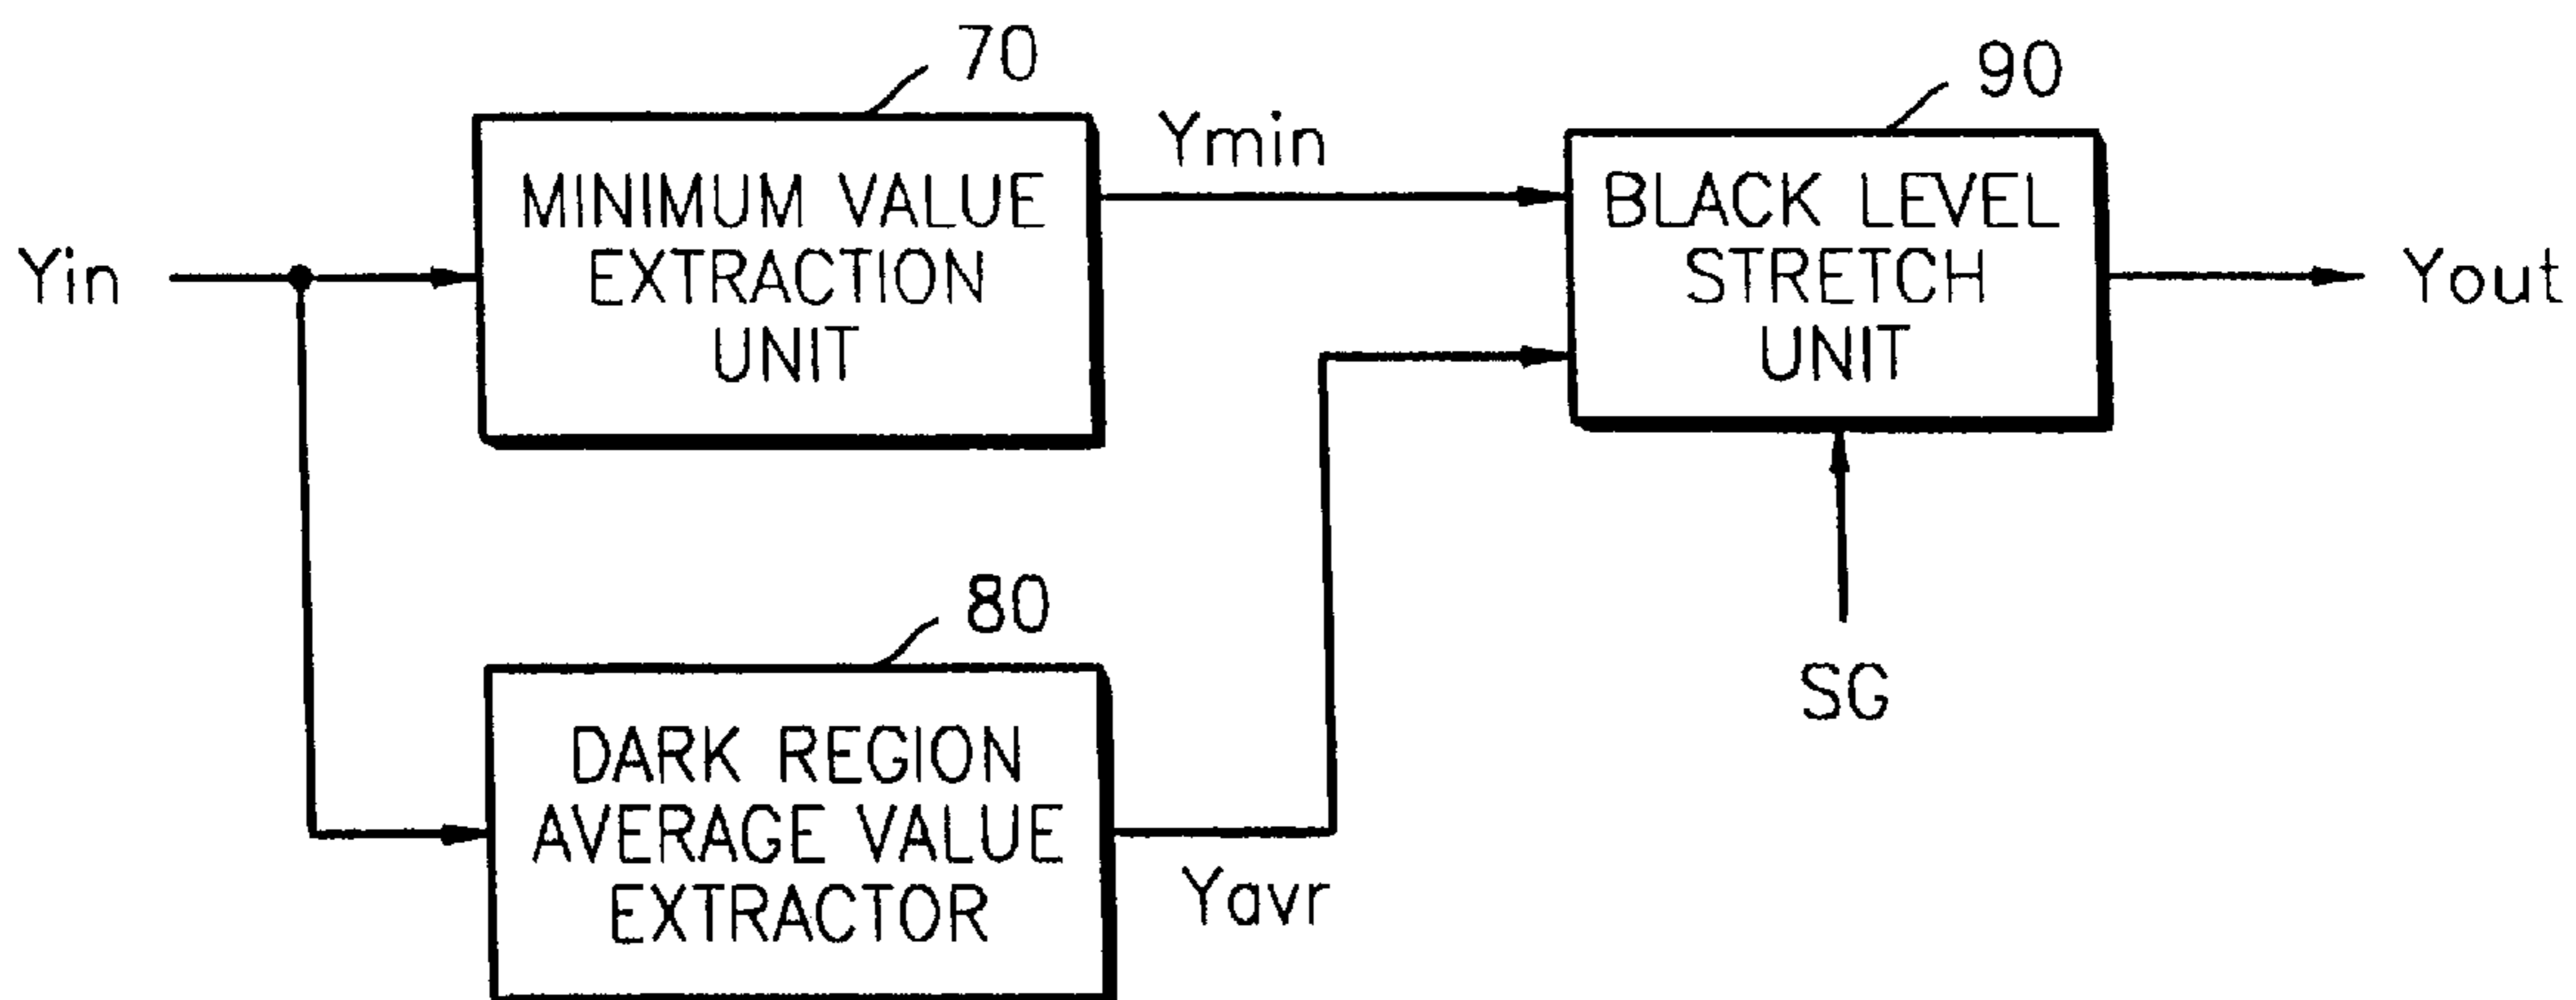 70
90
Ymin
MINIMUM VALUE
EXTRACTION
UNIT
BLACK LEVEL
STRETCH
UNIT
Yin
Yout
80
SG
DARK REGION
AVERAGE VALUE
EXTRACTOR
Yavr